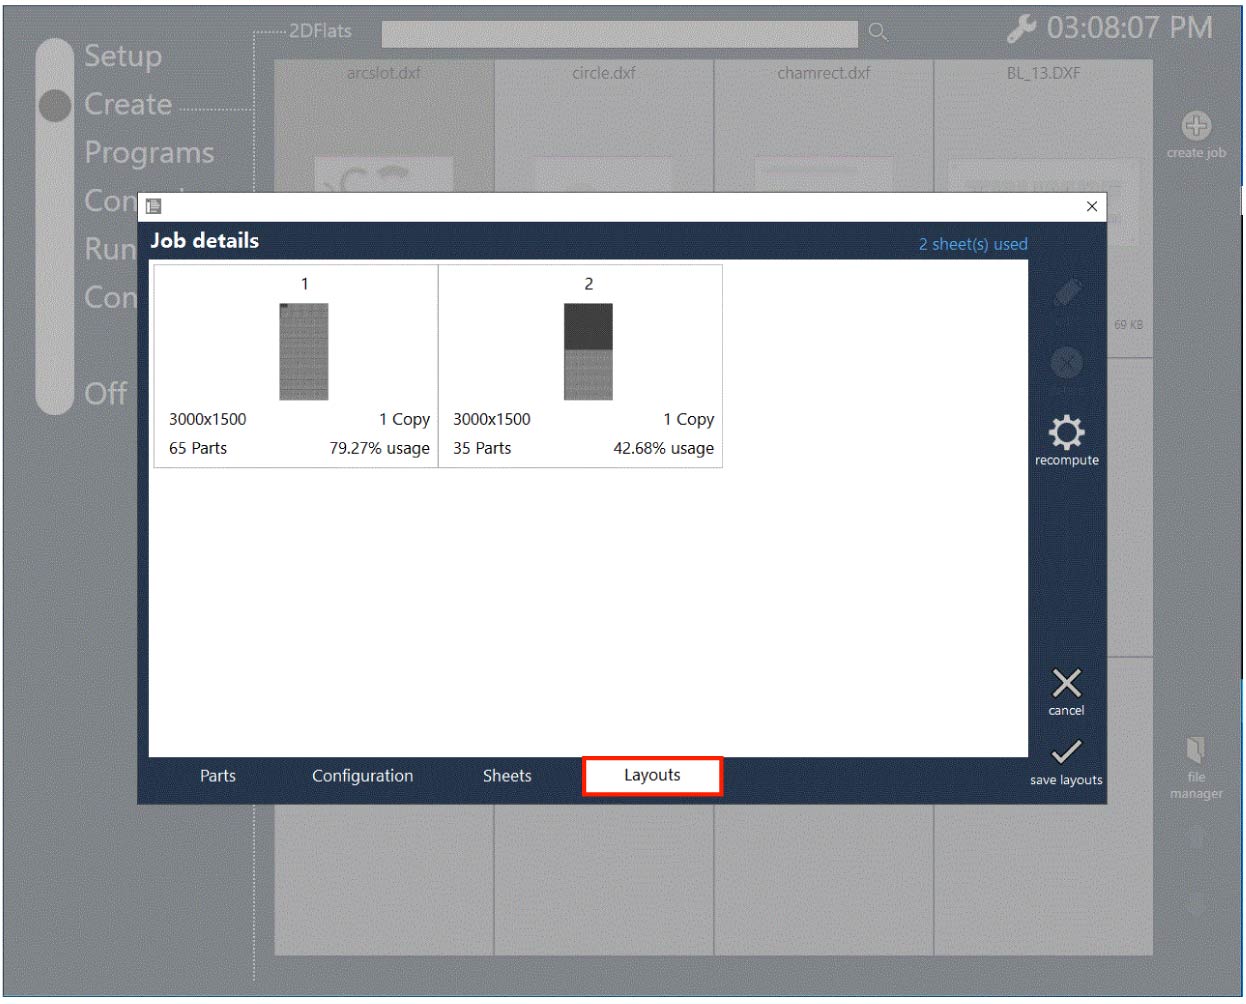 2DFlats
03:08:07 PM
Setup
Create
Programs
Con
Run
Con
Off
arcslot.dxf
circle.dxf
chamrect.dxf
BL_13.DXF
create job
69 KB
Job details
2 sheet(s) used
1
3000x1500 1 Copy
65 Parts 79.27% usage
2
3000x1500 1 Copy
35 Parts 42.68% usage
recompute
cancel
save layouts
Parts Configuration Sheets Layouts
file
manager